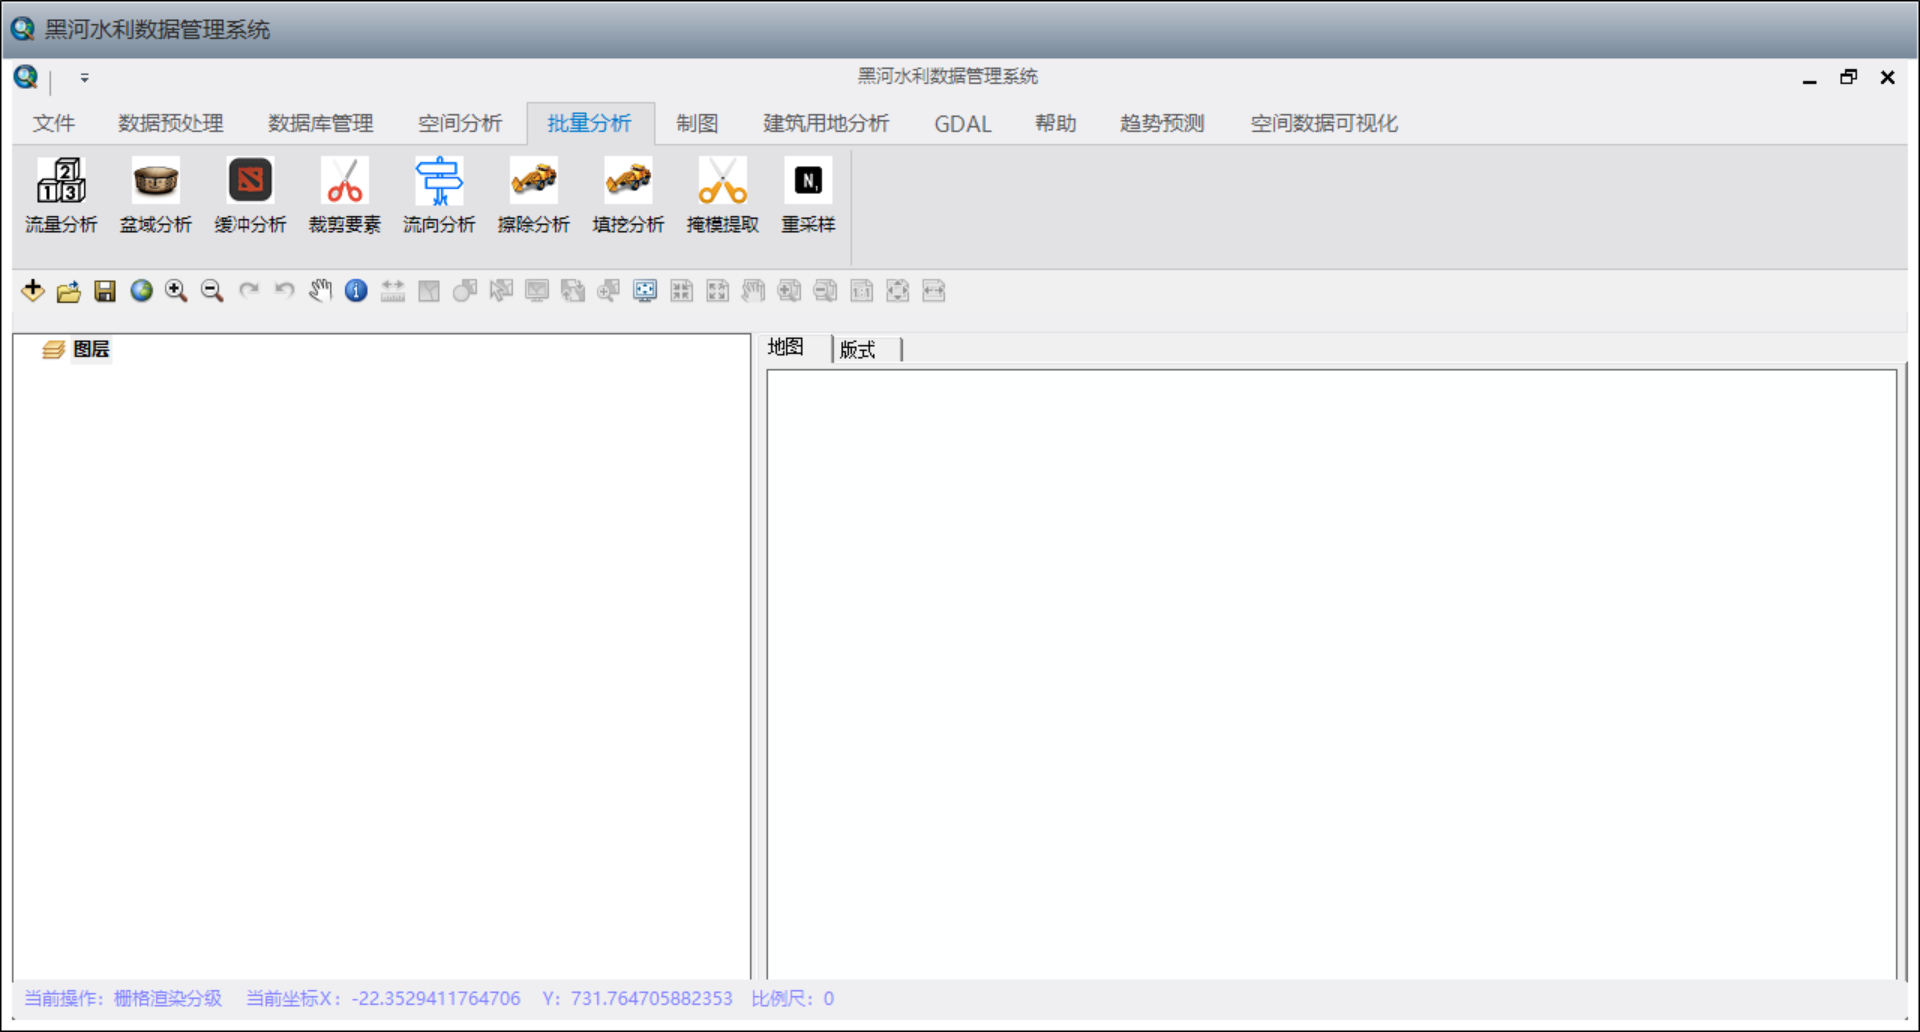 黑河水利数据管理系统
黑河水利数据管理系统
文件 数据预处理 数据库管理 空间分析 批量分析 制图 建筑用地分析 GDAL 帮助 趋势预测 空间数据可视化
流量分析 盆域分析 缓冲分析 裁剪要素 流向分析 擦除分析 填挖分析 掩模提取 重采样
图层
地图 版式
当前操作：栅格渲染分级 当前坐标X：-22.3529411764706 Y：731.764705882353 比例尺：0